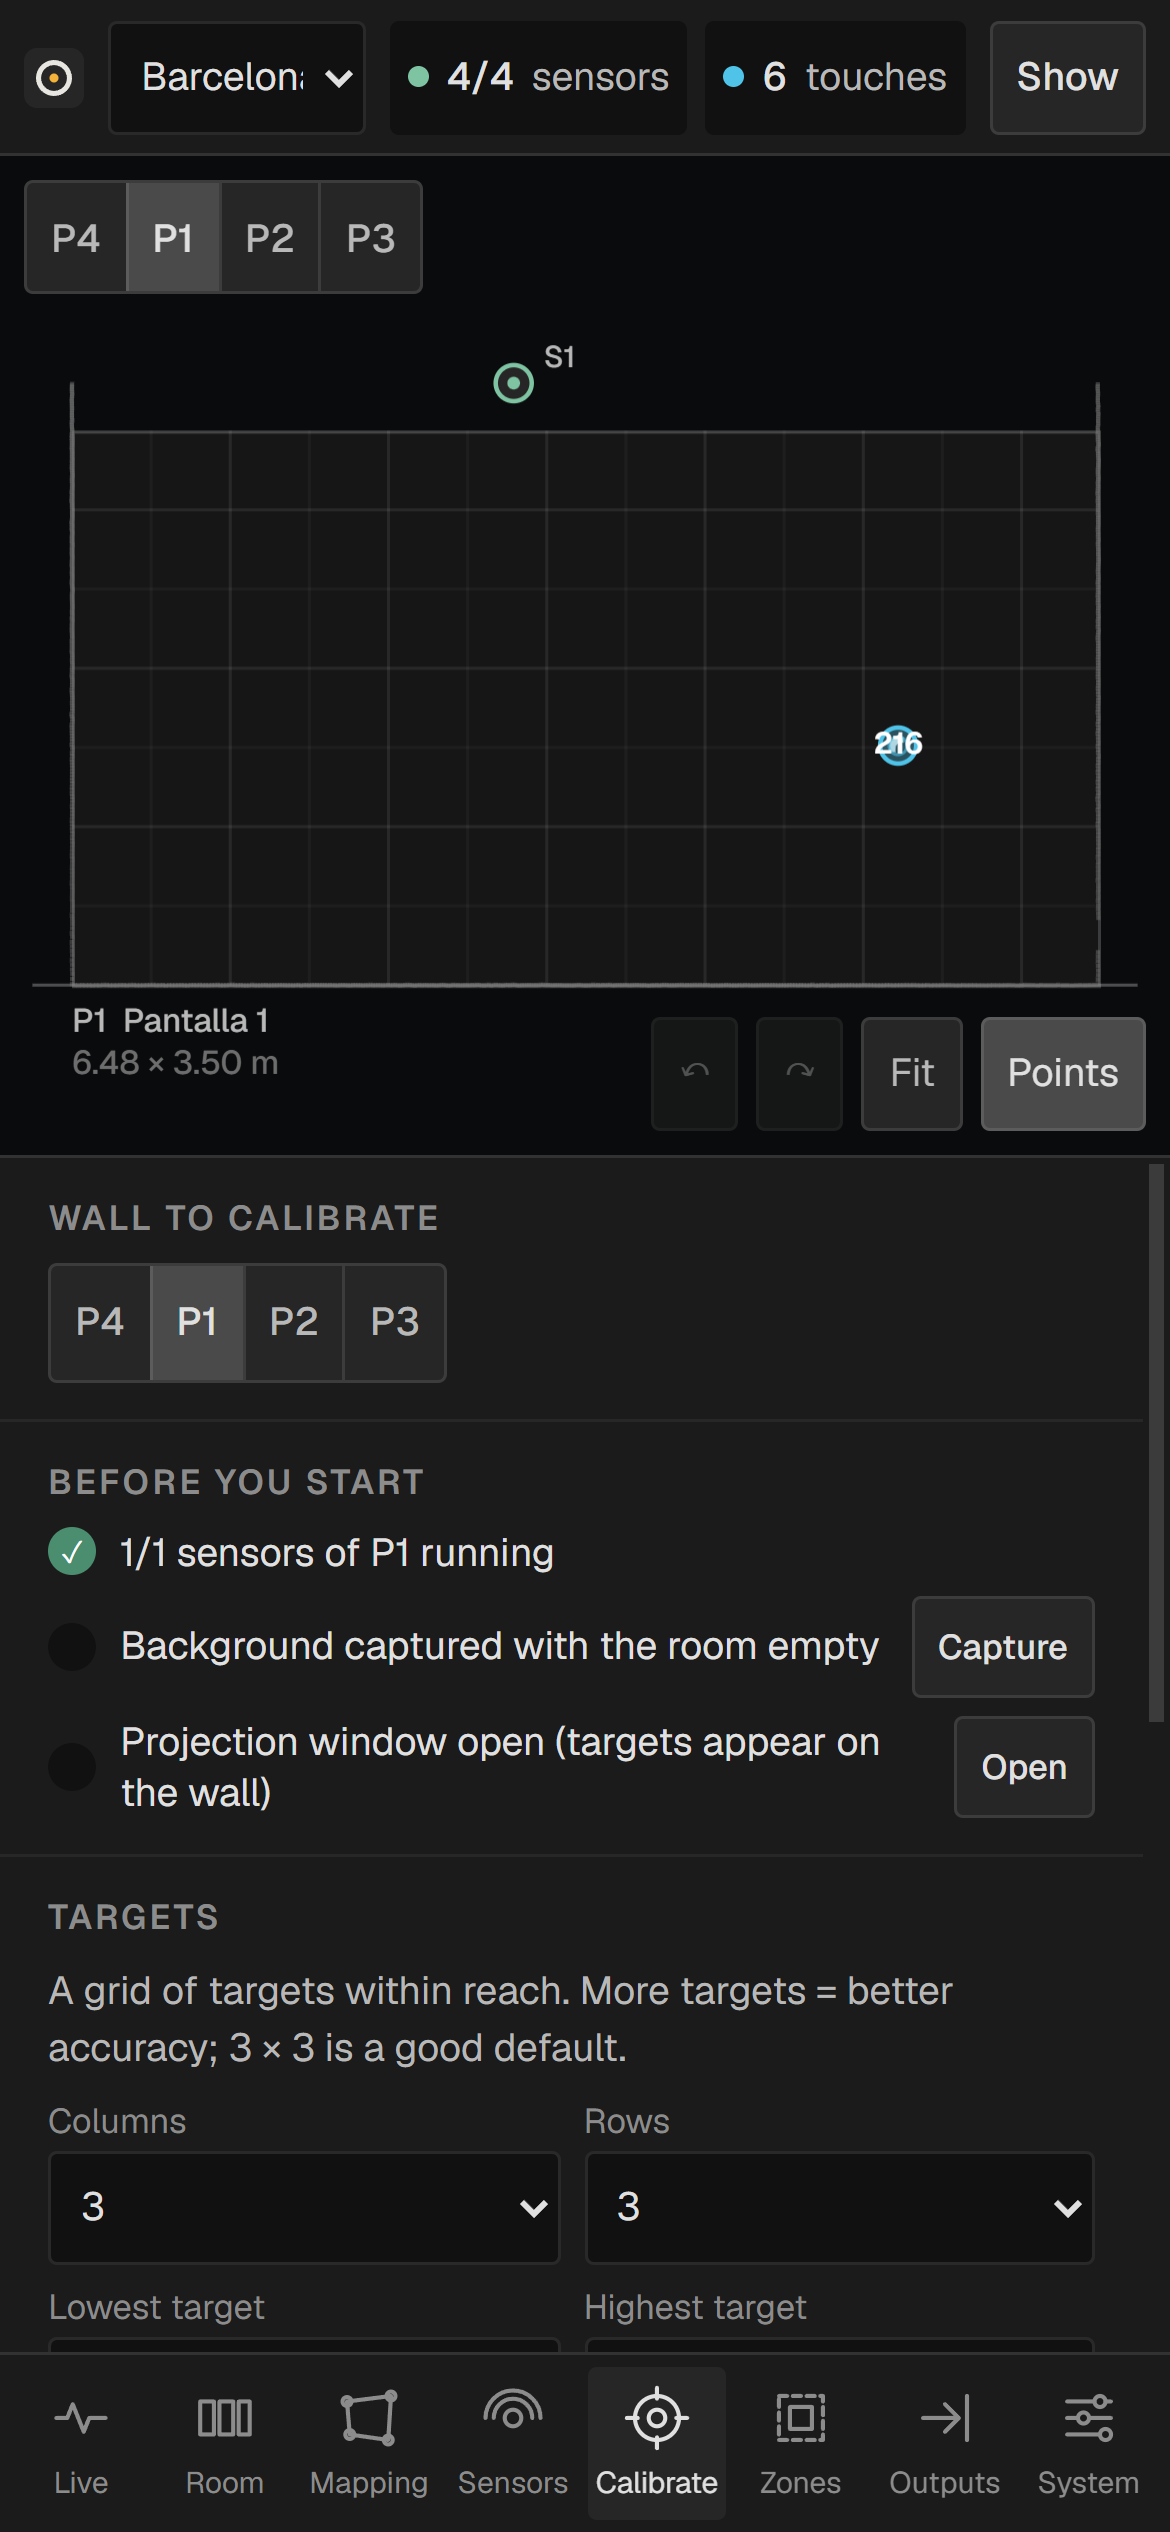 Barcelona
4/4 sensors
6 touches
Show
P4 P1 P2 P3
S1
216
P1 Pantalla 1
6.48 × 3.50 m
Fit
Points
WALL TO CALIBRATE
P4 P1 P2 P3
BEFORE YOU START
1/1 sensors of P1 running
Background captured with the room empty
Capture
Projection window open (targets appear on
the wall)
Open
TARGETS
A grid of targets within reach. More targets = better
accuracy; 3 × 3 is a good default.
Columns Rows
3 3
Lowest target Highest target
Live Room Mapping Sensors Calibrate Zones Outputs System